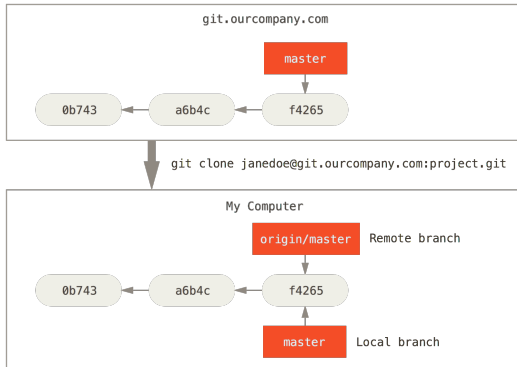 git.ourcompany.com
master
0b743 a6b4c f4265
git clone janedoe@git.ourcompany.com:project.git
My Computer
origin/master Remote branch
0b743 a6b4c f4265
master Local branch